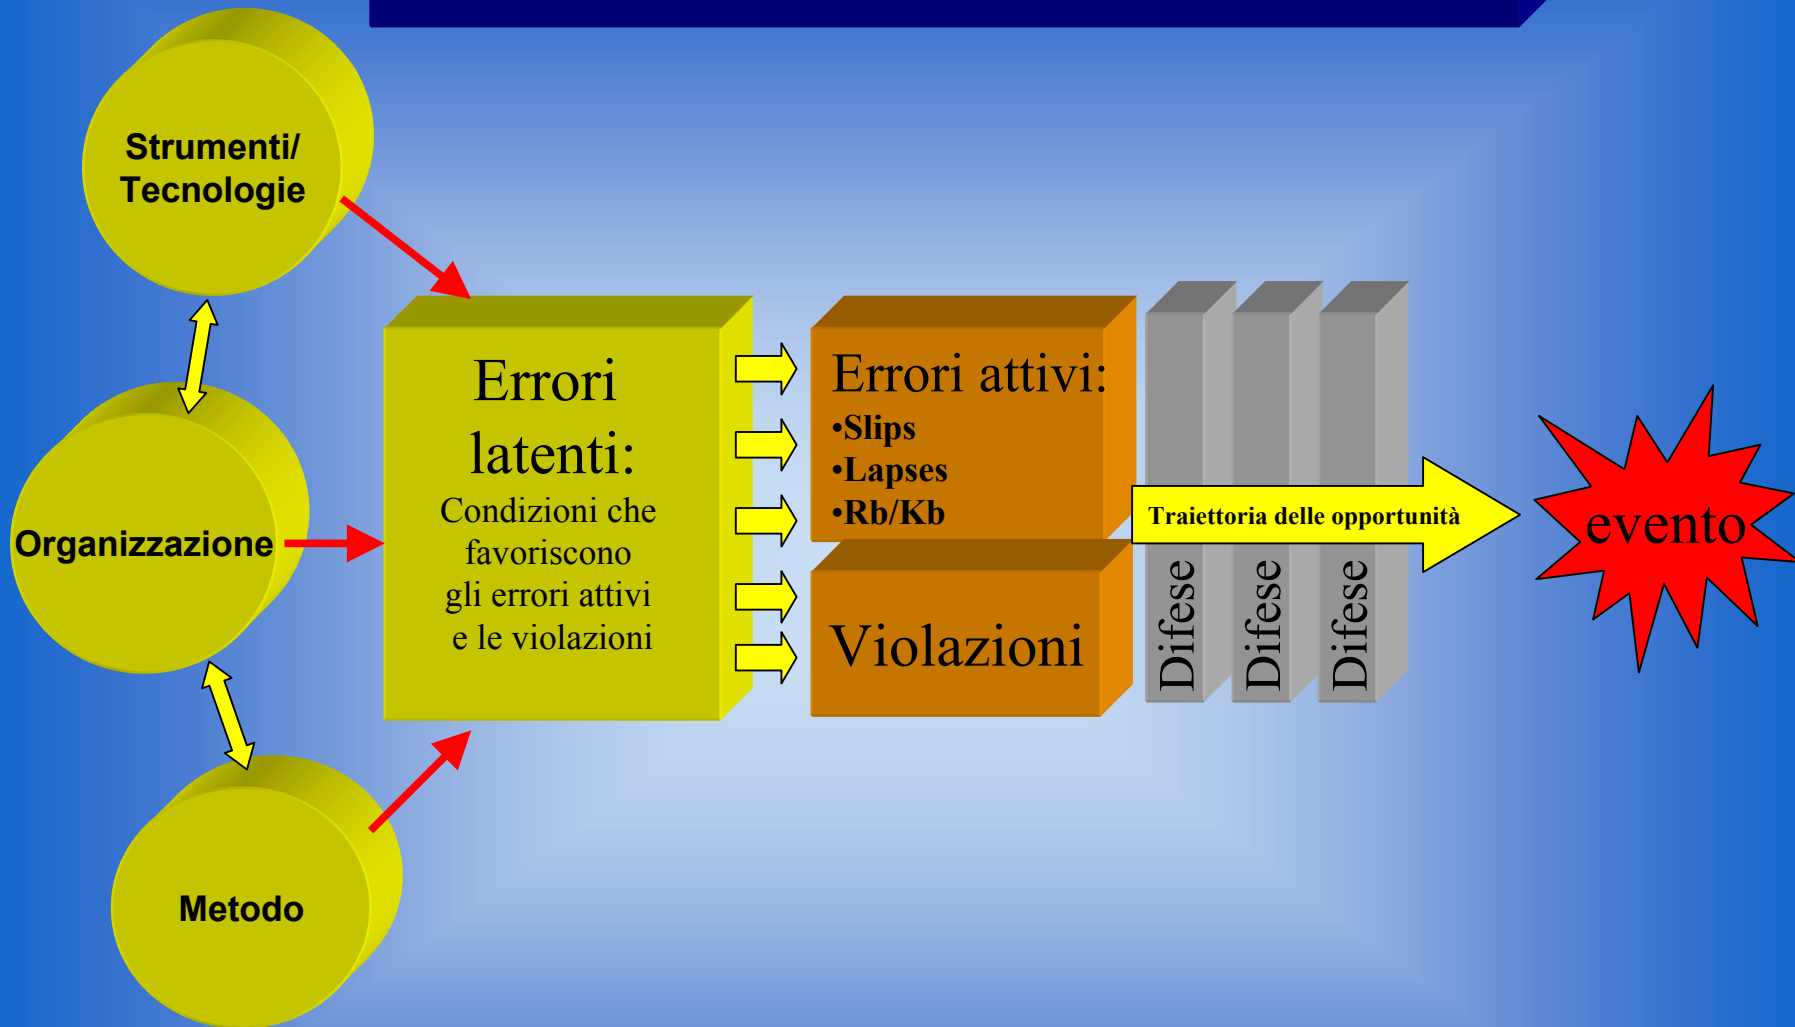 Strumenti/
Tecnologie
Organizzazione
Metodo
Errori
latenti:
Condizioni che
favoriscono
gli errori attivi
e le violazioni
Errori attivi:
•Slips
•Lapses
•Rb/Kb
Violazioni
Traiettoria delle opportunità
Difese
Difese
Difese
evento